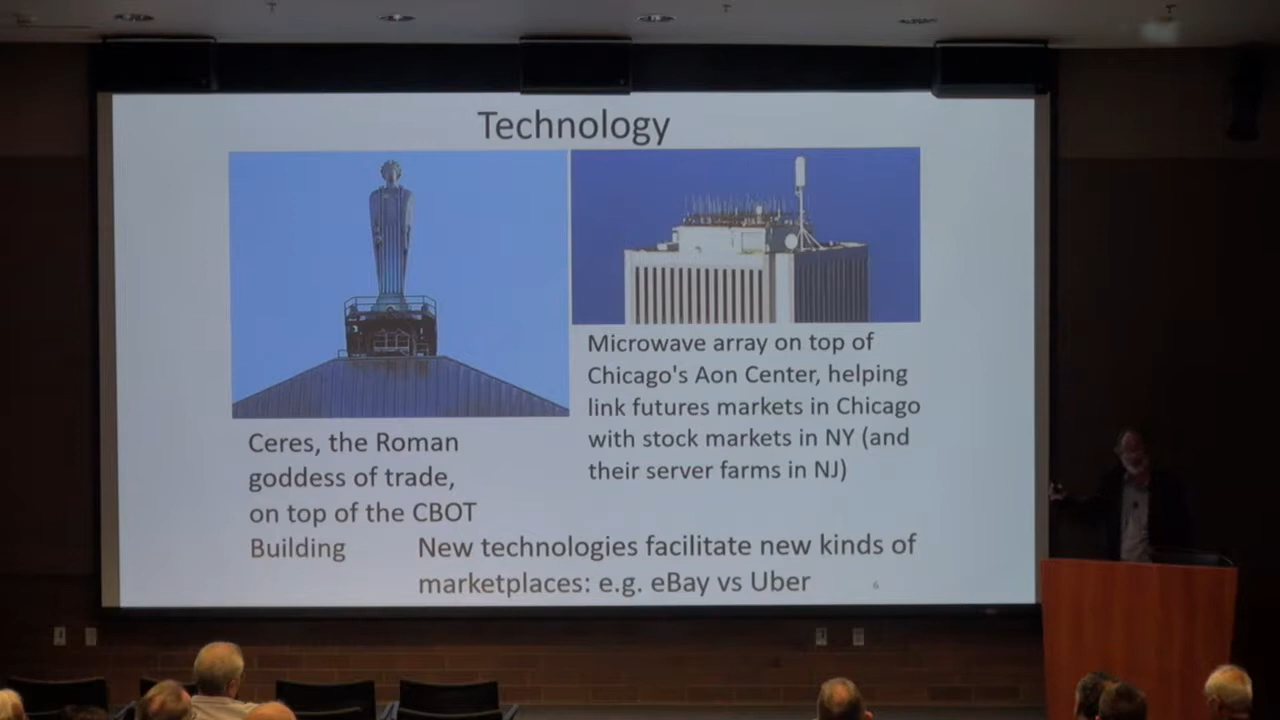 Technology
Ceres, the Roman
goddess of trade,
on top of the CBOT
Building
Microwave array on top of
Chicago's Aon Center, helping
link futures markets in Chicago
with stock markets in NY (and
their server farms in NJ)
New technologies facilitate new kinds of
marketplaces: e.g. eBay vs Uber
6